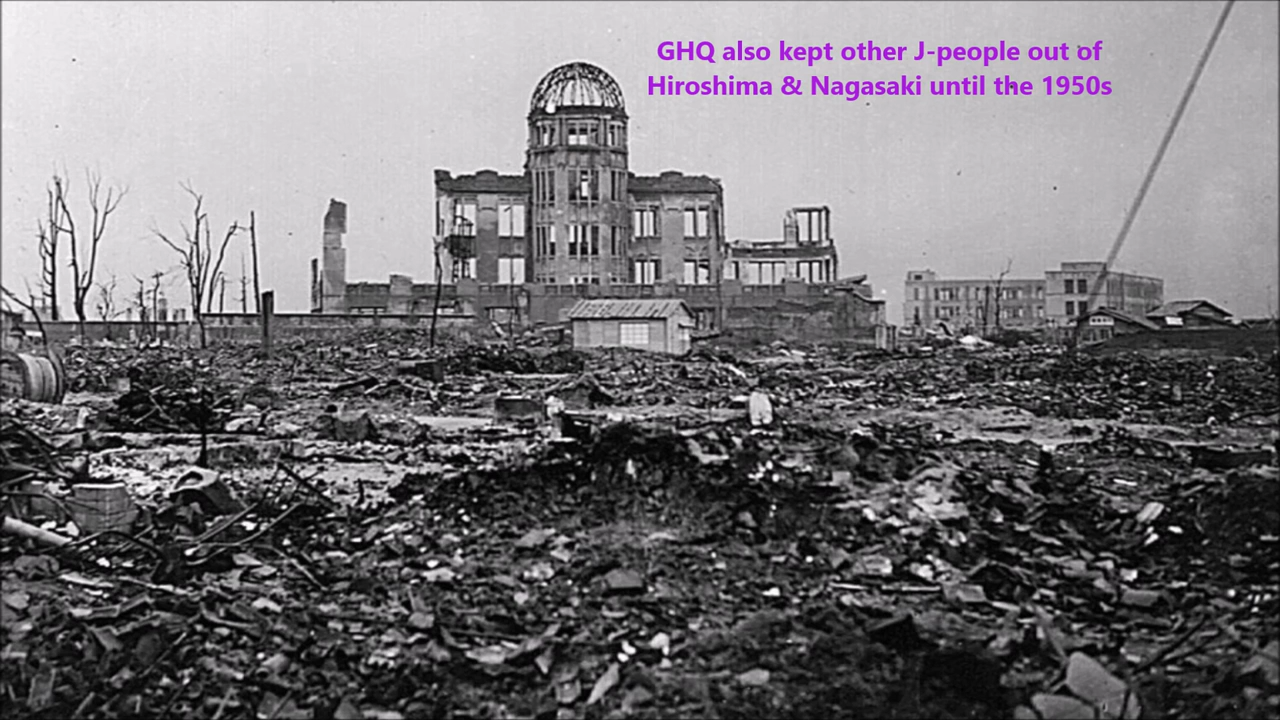 GHQ also kept other J-people out of
Hiroshima & Nagasaki until the 1950s